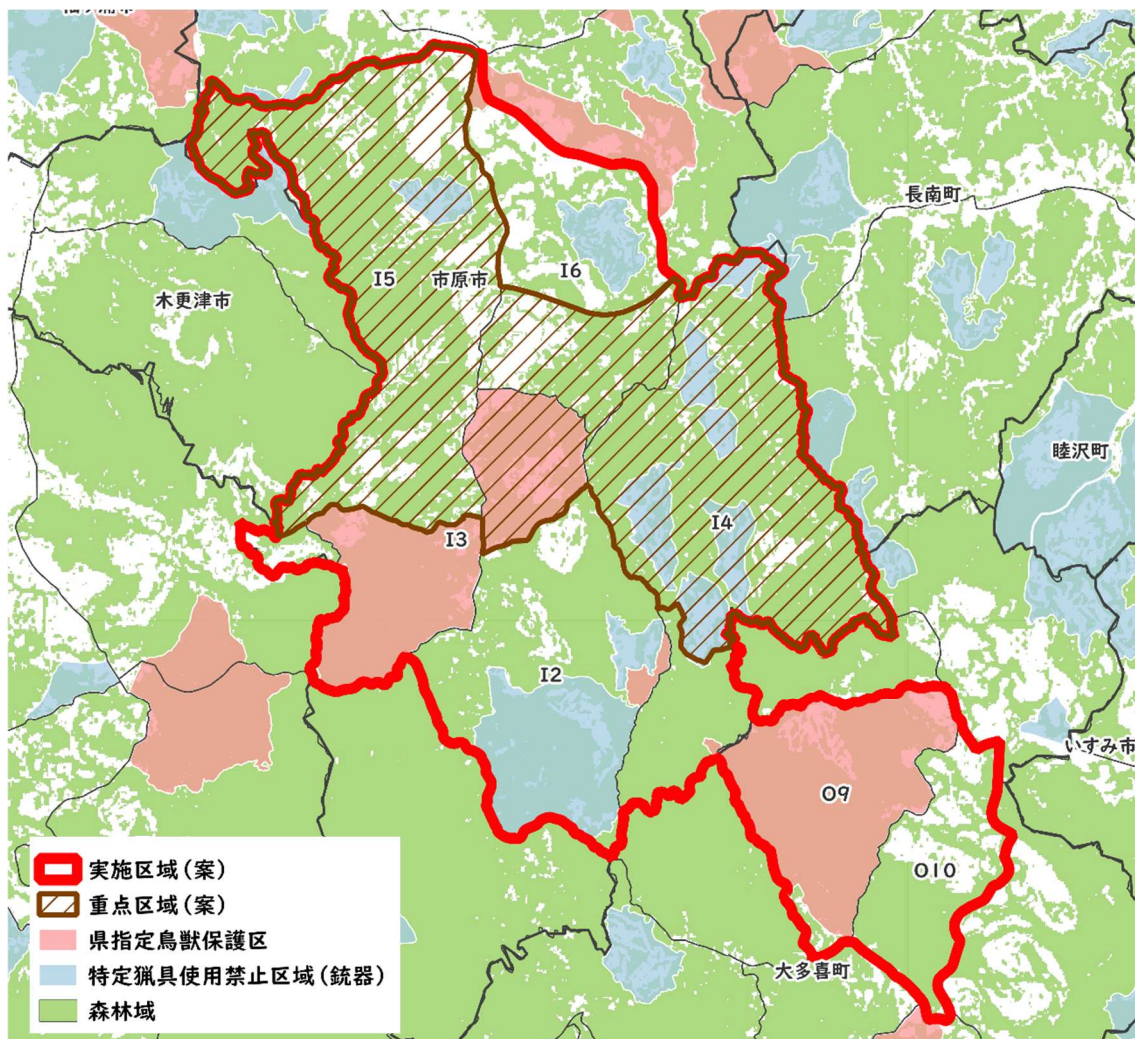 長南町
I6
I5
市原市
木更津市
睦沢町
I4
I3
I2
いすみ市
O9
O10
大多喜町
実施区域(案)
重点区域(案)
県指定鳥獣保護区
特定猟具使用禁止区域(銃器)
森林域